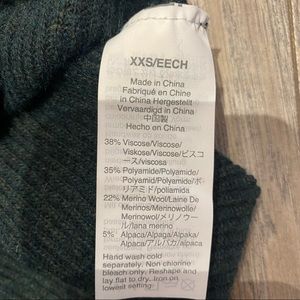 XXS/EECH
Made in China
Fabriqué en Chine
in China Hergestellt
Vervaardigd in China
中国製
Hecho en China
38% Viscose/Viscose/
Viskose/Viscose/ビスコ
ース/viscosa
35% Polyamide/Poliamide/
Polyamid/Polyamide/ポ
リアミド/poliamida
22% Merino Wool/Laine De
Merinos/Merinowolle/
Merinowol/メリノウー
ル/lana merino
5% Alpaca/Alpaga/Alpaka/
Alpaca/アルパカ/alpaca
Hand wash cold
separately. Non chlorine
bleach only. Reshape and
lay flat to dry. Iron on
lowest setting.